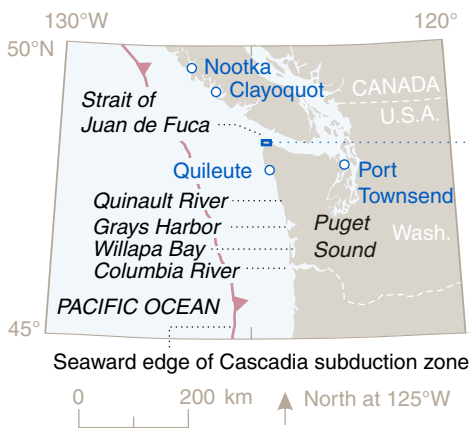 130°W
120°
50°N
Nootka
Clayoquot
CANADA
U.S.A.
Strait of
Juan de Fuca
Quileute
Port
Townsend
Quinault River
Grays Harbor
Willapa Bay
Columbia River
Puget
Sound
Wash.
PACIFIC OCEAN
45°
Seaward edge of Cascadia subduction zone
0 200 km
North at 125°W